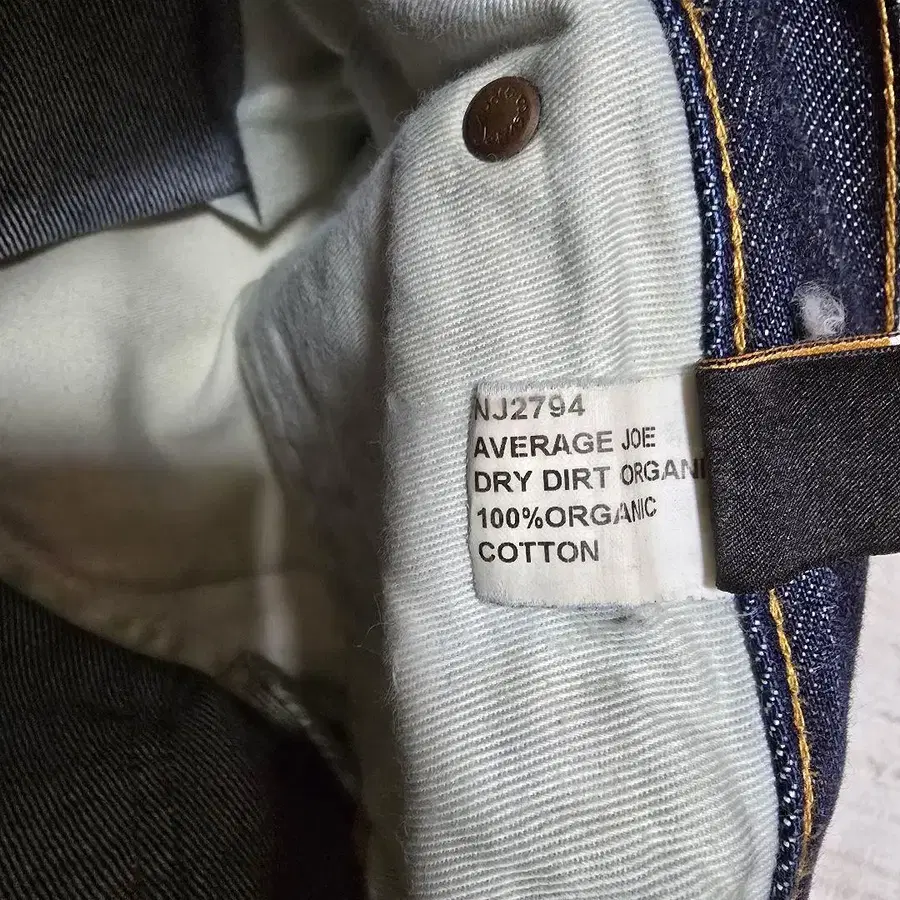 NJ2794
AVERAGE JOE
DRY DIRT ORGANI
100%ORGANIC
COTTON